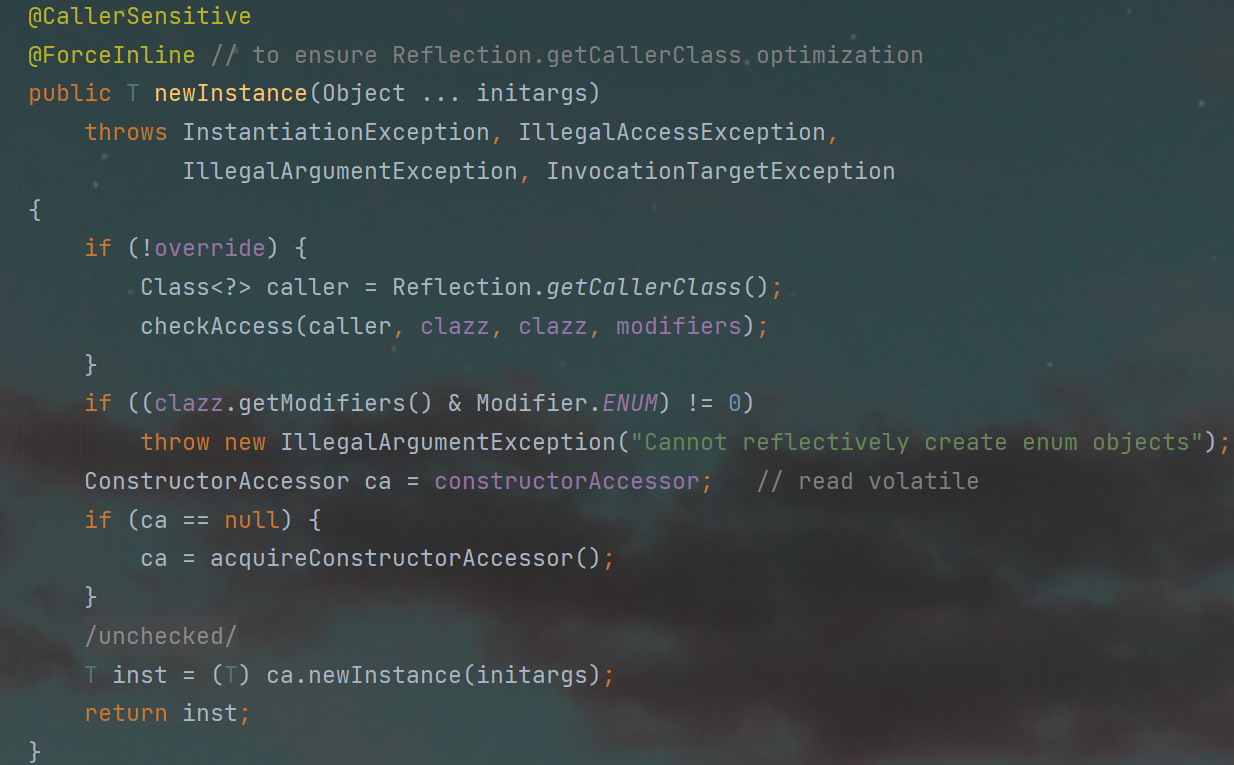 @CallerSensitive
@ForceInline // to ensure Reflection.getCallerClass optimization
public T newInstance(Object ... initargs)
    throws InstantiationException, IllegalAccessException,
           IllegalArgumentException, InvocationTargetException
{
    if (!override) {
        Class<?> caller = Reflection.getCallerClass();
        checkAccess(caller, clazz, clazz, modifiers);
    }
    if ((clazz.getModifiers() & Modifier.ENUM) != 0)
        throw new IllegalArgumentException("Cannot reflectively create enum objects");
    ConstructorAccessor ca = constructorAccessor;   // read volatile
    if (ca == null) {
        ca = acquireConstructorAccessor();
    }
    /unchecked/
    T inst = (T) ca.newInstance(initargs);
    return inst;
}